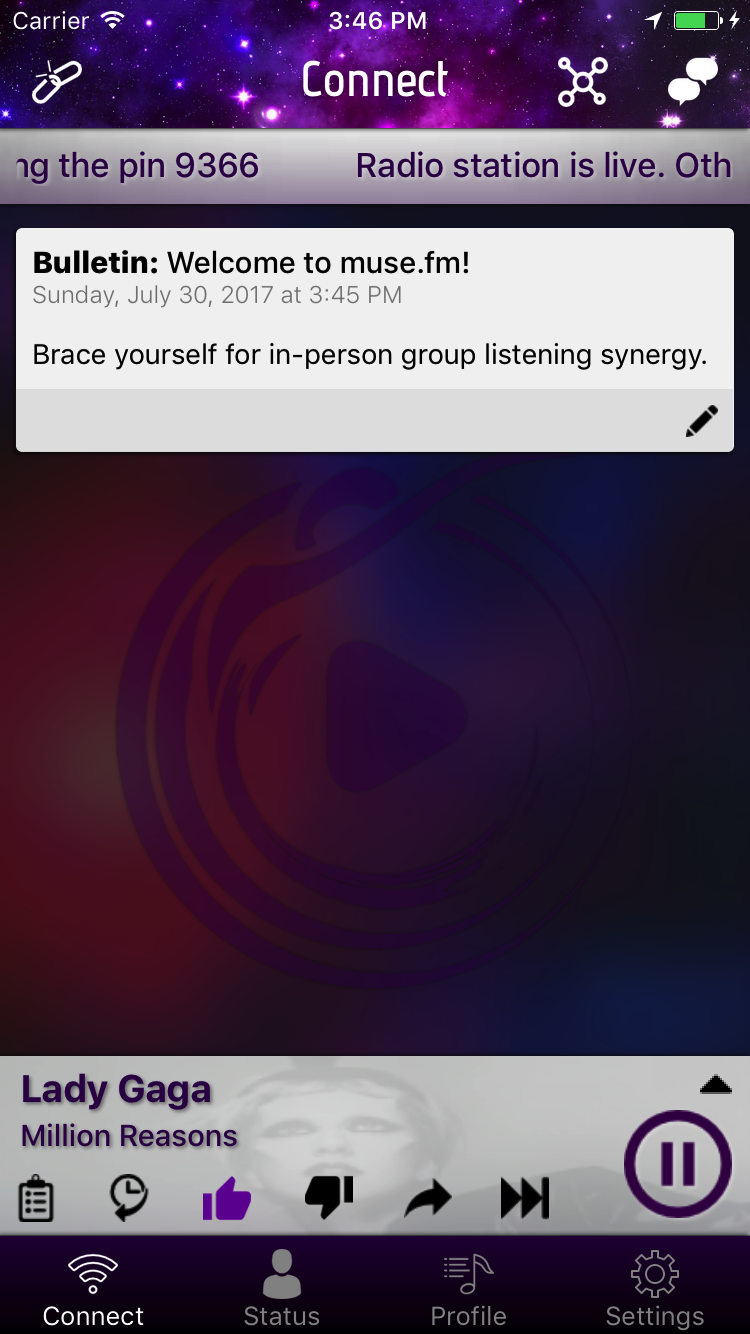 Carrier 3:46 PM
Connect
ng the pin 9366 Radio station is live. Oth
Bulletin: Welcome to muse.fm!
Sunday, July 30, 2017 at 3:45 PM
Brace yourself for in-person group listening synergy.
Lady Gaga
Million Reasons
Connect Status Profile Settings